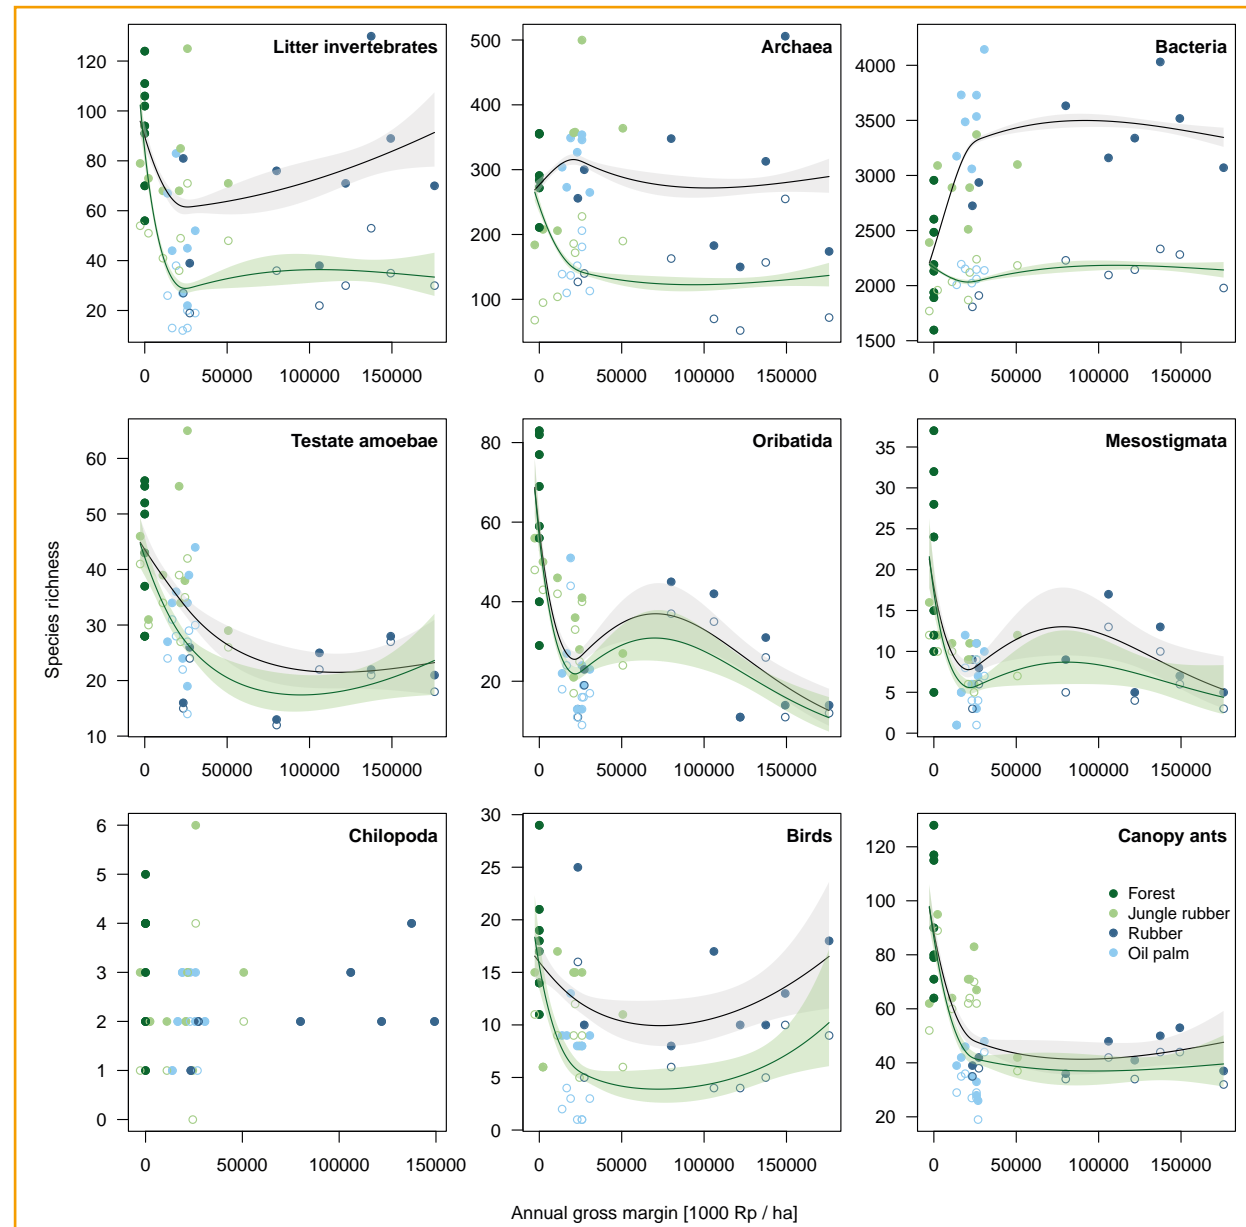 Litter invertebrates
Archaea
Bacteria
120
100
80
60
40
20
500
400
300
200
100
4000
3500
3000
2500
2000
1500
0 50000 100000 150000
0 50000 100000 150000
0 50000 100000 150000
Testate amoebae
Oribatida
Mesostigmata
60
50
40
30
20
10
80
60
40
20
35
30
25
20
15
10
5
0
0 50000 100000 150000
0 50000 100000 150000
0 50000 100000 150000
Species richness
Chilopoda
Birds
Canopy ants
6
5
4
3
2
1
0
30
25
20
15
10
5
0
120
100
80
60
40
20
Forest
Jungle rubber
Rubber
Oil palm
0 50000 100000 150000
0 50000 100000 150000
0 50000 100000 150000
Annual gross margin [1000 Rp / ha]